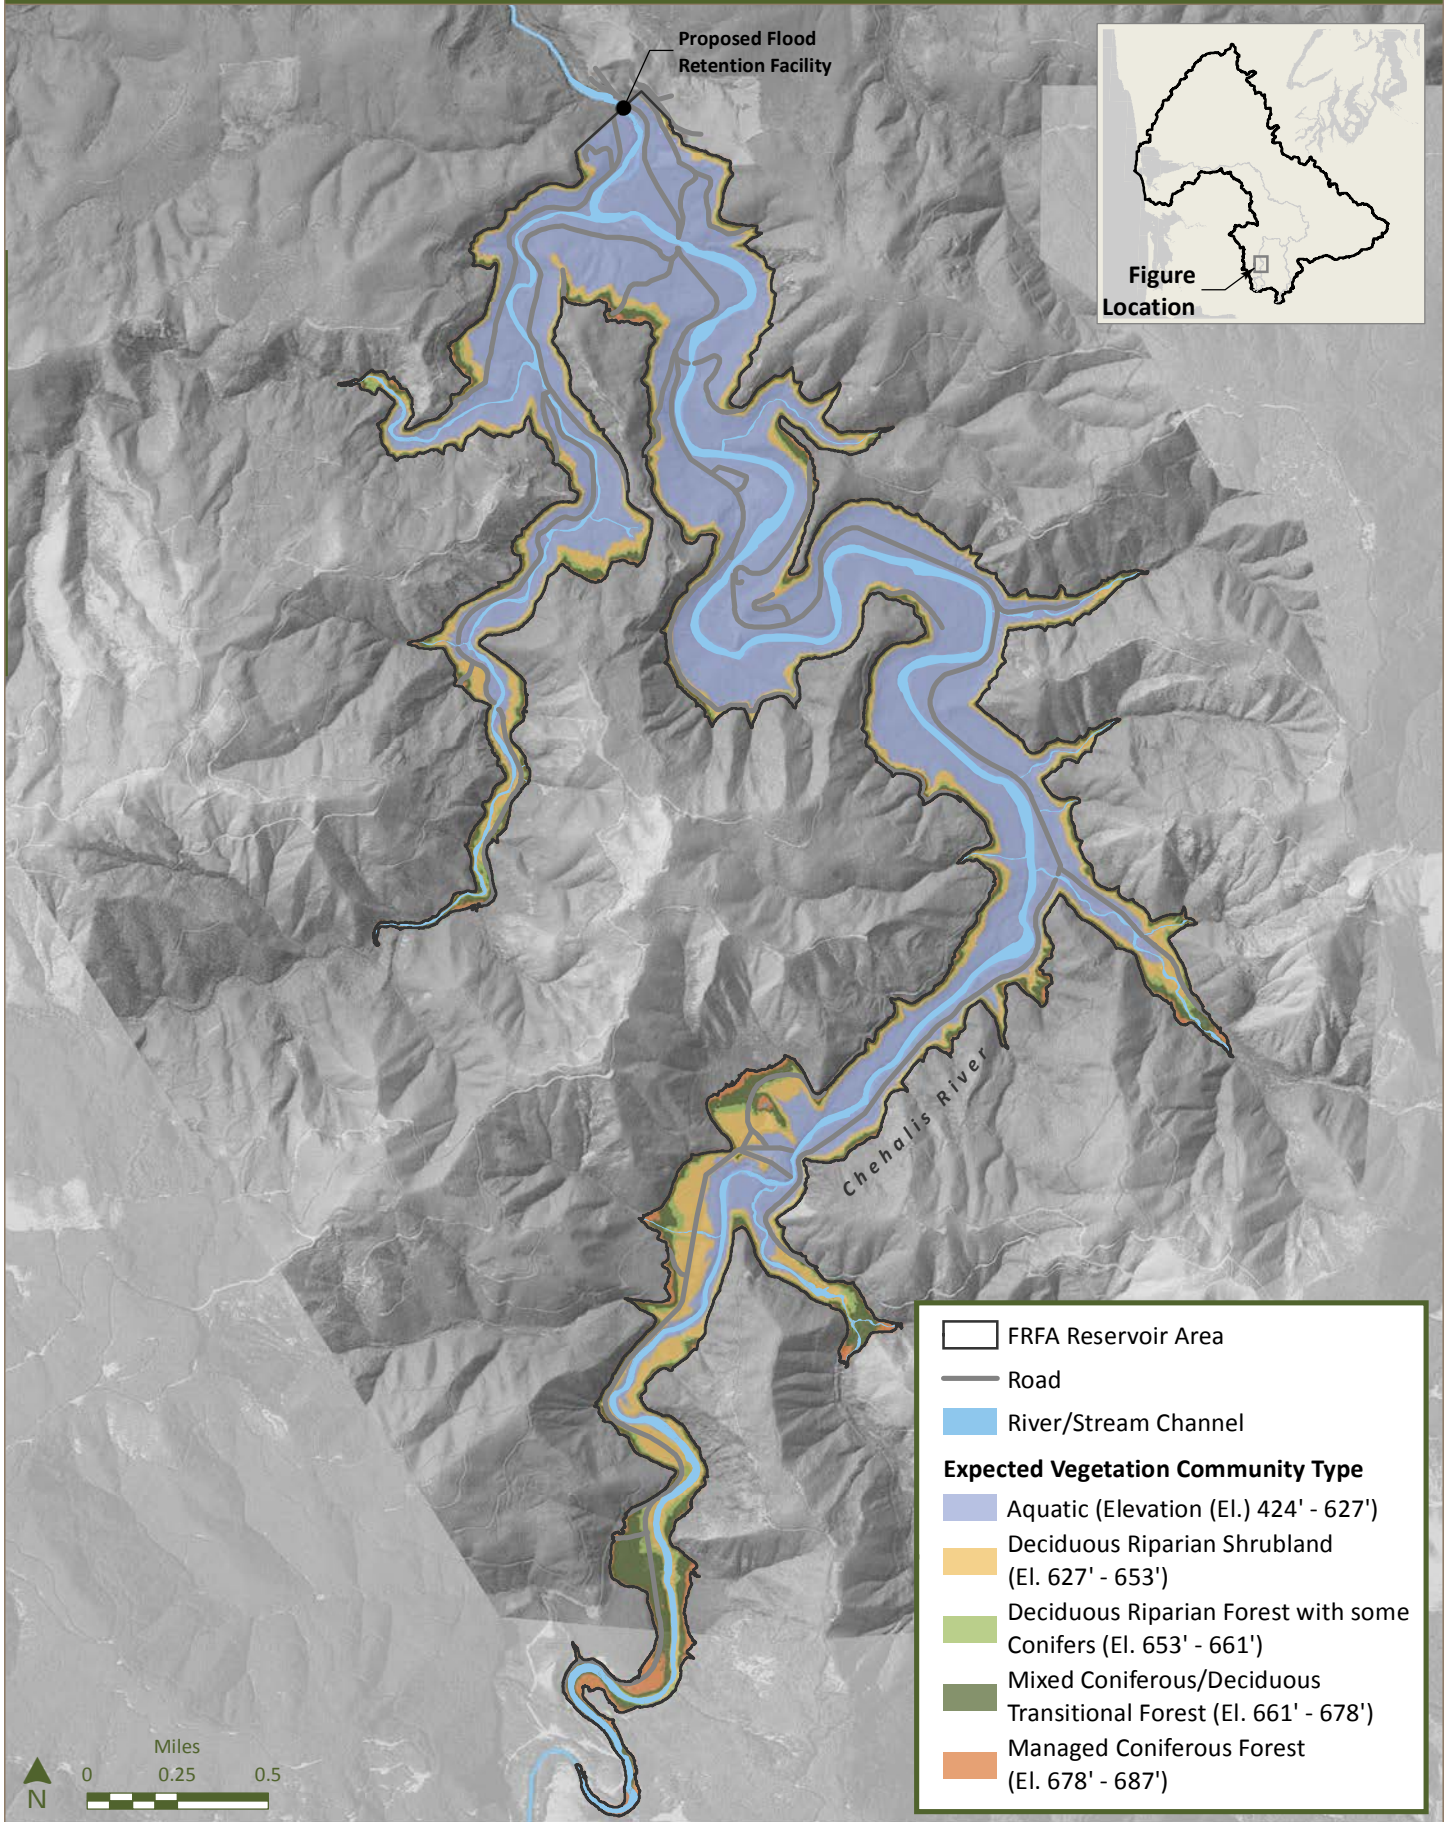 Proposed Flood
Retention Facility
Figure
Location
Chehalis River
FRFA Reservoir Area
Road
River/Stream Channel
Expected Vegetation Community Type
Aquatic (Elevation (El.) 424' - 627')
Deciduous Riparian Shrubland
(El. 627' - 653')
Deciduous Riparian Forest with some
Conifers (El. 653' - 661')
Mixed Coniferous/Deciduous
Transitional Forest (El. 661' - 678')
Managed Coniferous Forest
(El. 678' - 687')
Miles
0 0.25 0.5
N